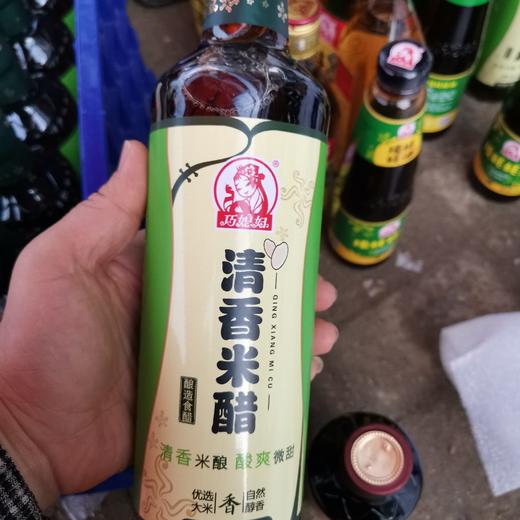 ®
巧媳妇
清香米醋
QING XIANG MI CU
酿造食醋
清香米酿 酸爽微甜
优选大米
香
自然醇香